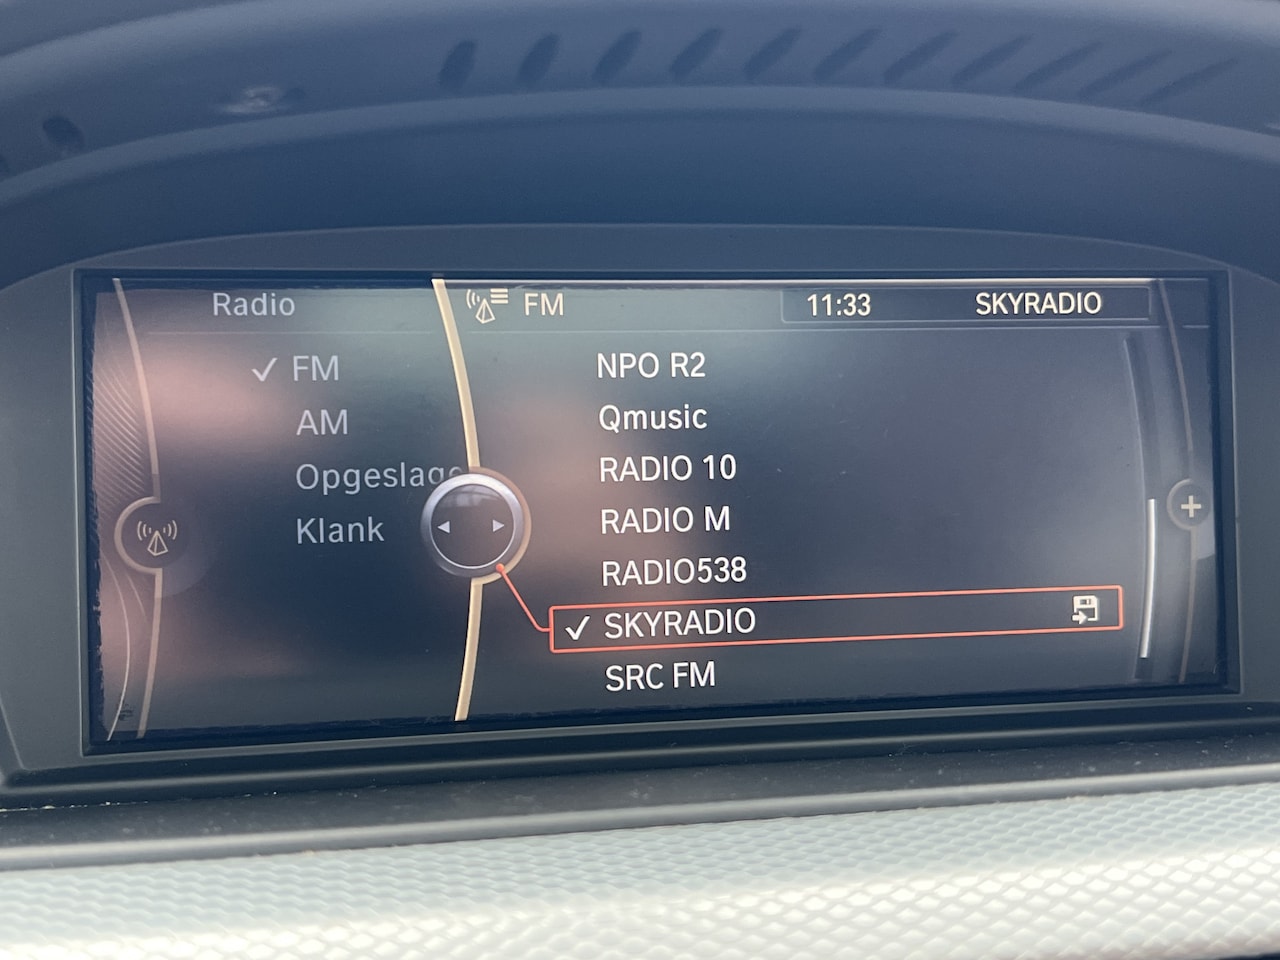 Radio
FM
11:33
SKYRADIO
FM
AM
Klank
NPO R2
Qmusic
RADIO 10
RADIO M
RADIO538
SKYRADIO
SRC FM